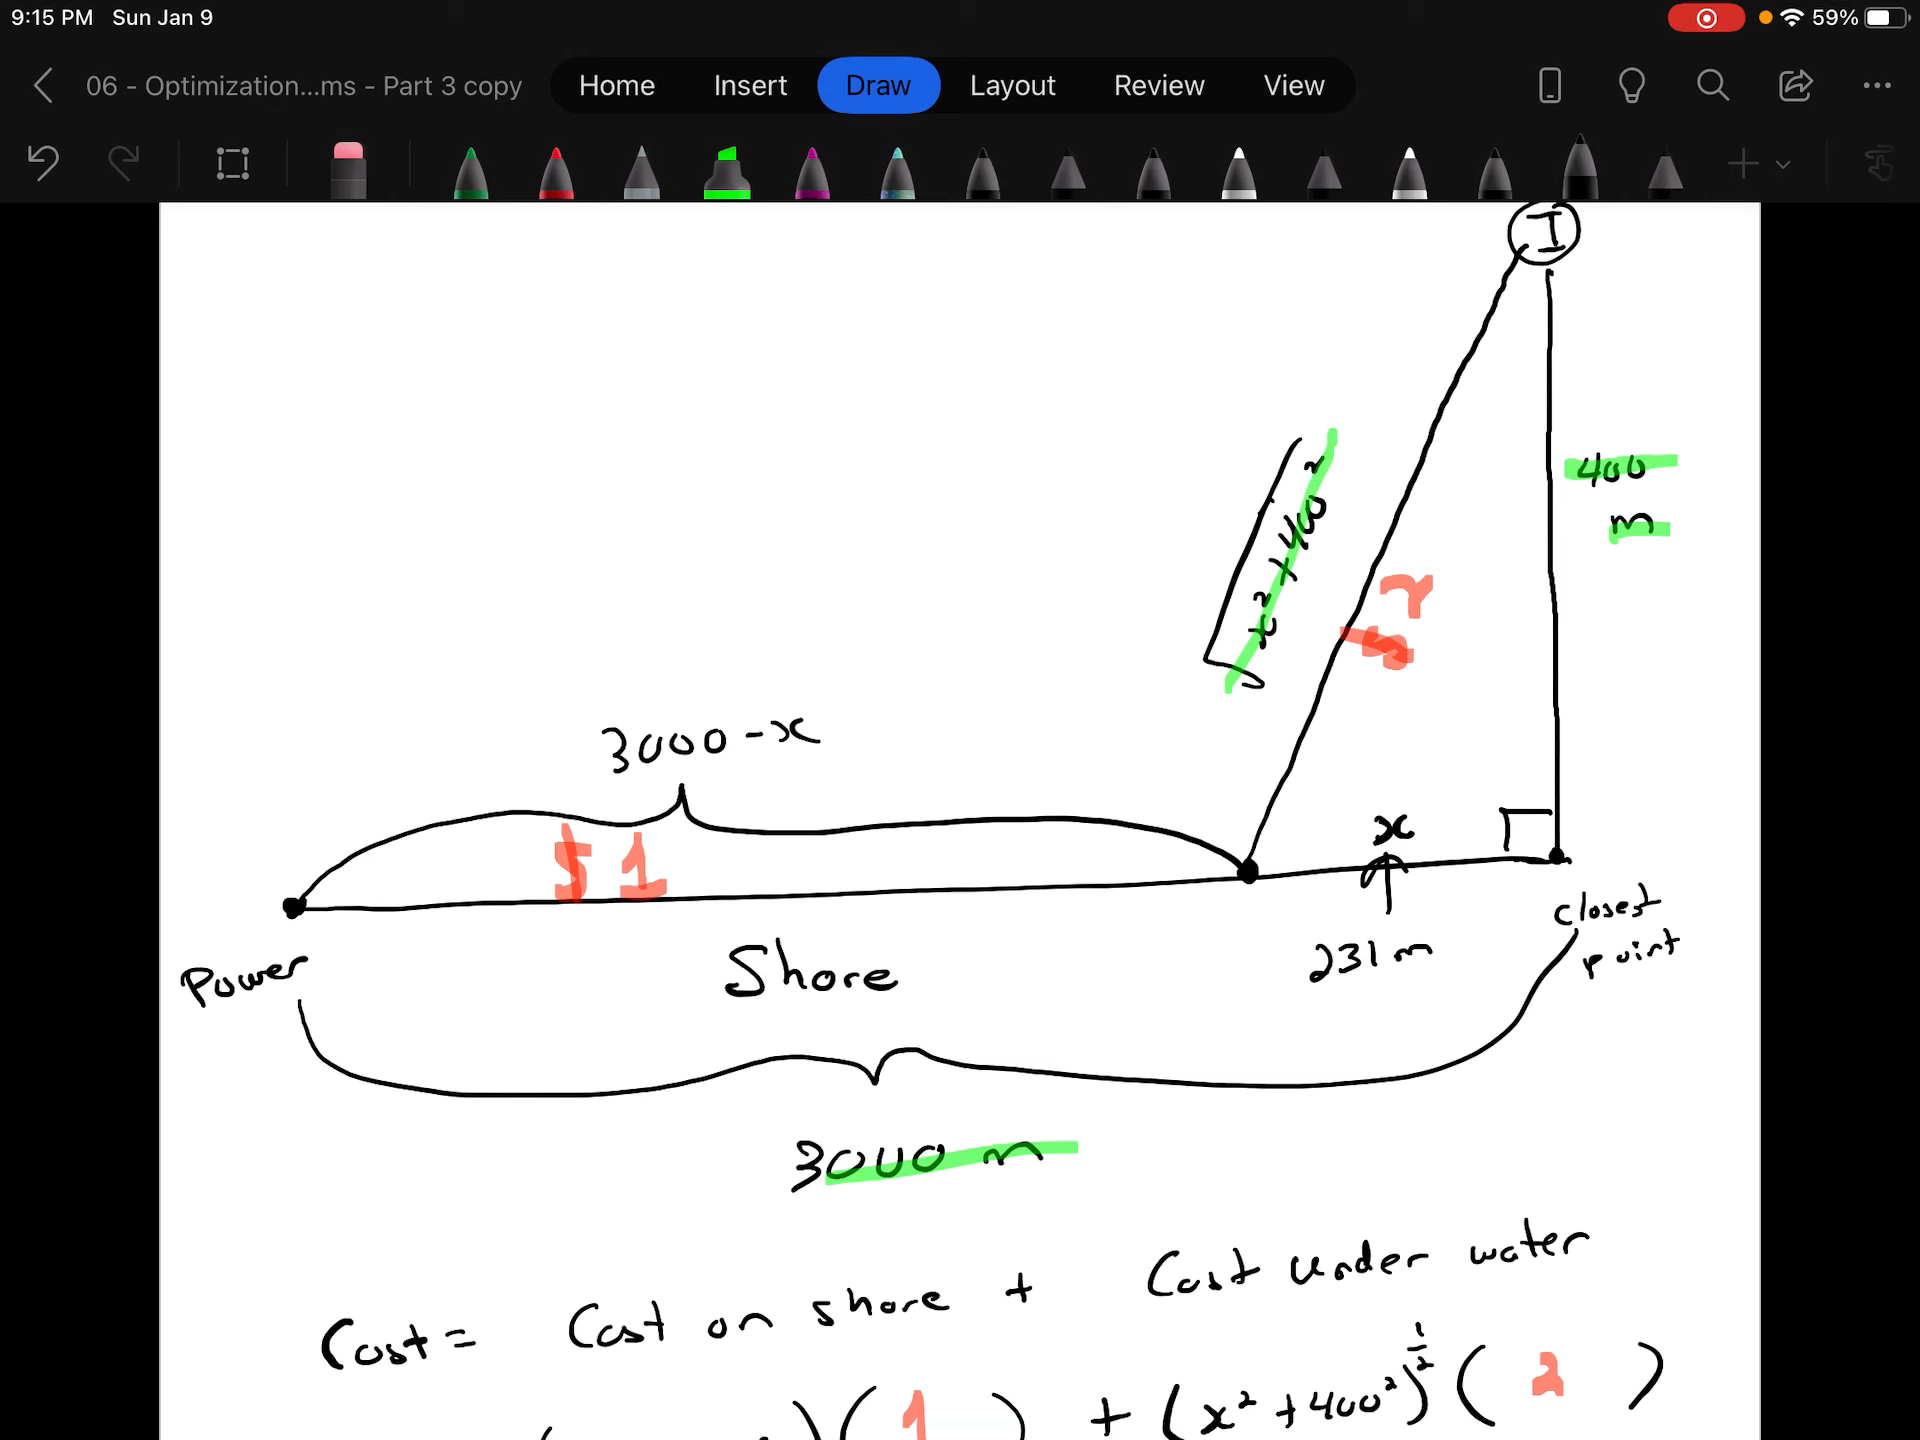 9:15 PM Sun Jan 9
59%
06 - Optimization...ms - Part 3 copy
Home Insert Draw Layout Review View
I
400
m
√x² + 400²
$2
3000 - x
$1
x
Power
Shore
231 m
closest
point
3000 m
Cost = Cost on shore + Cost under water
)( 1 ) + (x² + 400²)^½ ( 2 )